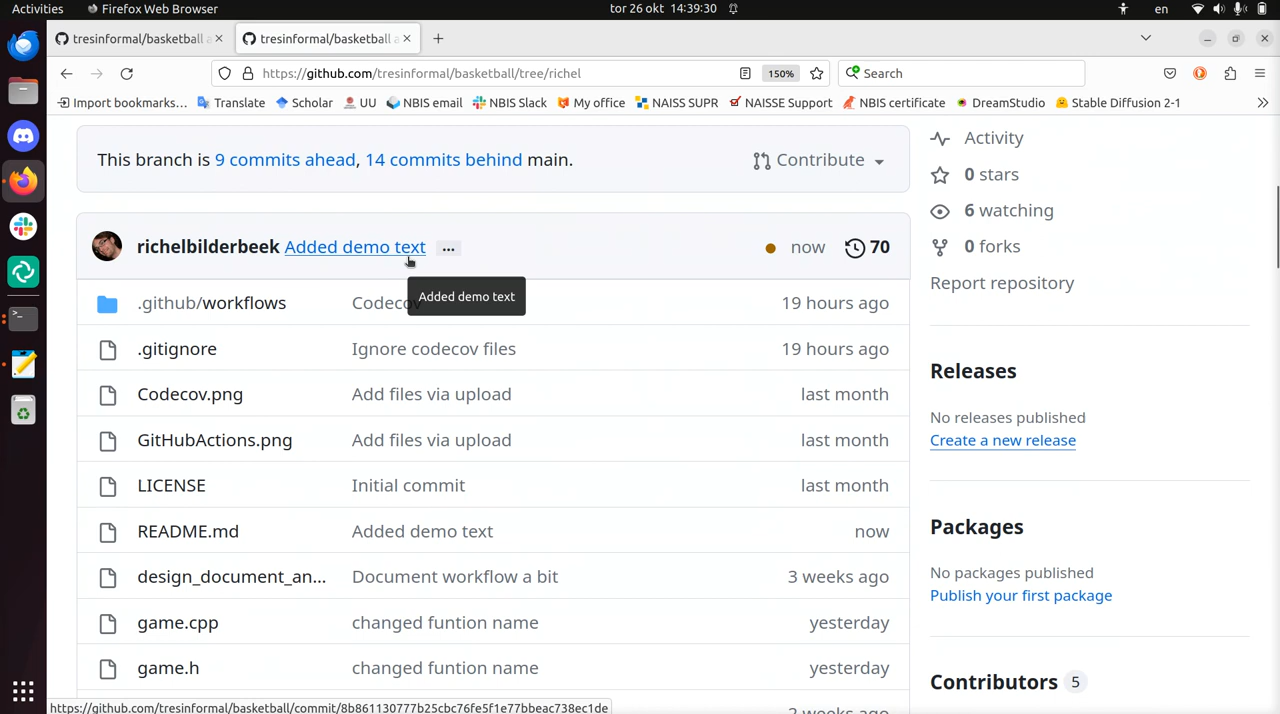 Activities Firefox Web Browser tor 26 okt 14:39:30 en
tresinformal/basketball a tresinformal/basketball a
https://github.com/tresinformal/basketball/tree/richel 150% Search
Import bookmarks... Translate Scholar UU NBIS email NBIS Slack My office NAISS SUPR NAISSE Support NBIS certificate DreamStudio Stable Diffusion 2-1
This branch is 9 commits ahead, 14 commits behind main. Contribute
richelbilderbeek Added demo text ... now 70
Added demo text
.github/workflows Codecov 19 hours ago
.gitignore Ignore codecov files 19 hours ago
Codecov.png Add files via upload last month
GitHubActions.png Add files via upload last month
LICENSE Initial commit last month
README.md Added demo text now
design_document_an... Document workflow a bit 3 weeks ago
game.cpp changed funtion name yesterday
game.h changed funtion name yesterday
3 weeks ago
Activity
0 stars
6 watching
0 forks
Report repository
Releases
No releases published
Create a new release
Packages
No packages published
Publish your first package
Contributors 5
https://github.com/tresinformal/basketball/commit/8b861130777b25cbc76fe5f1e77bbeac738ec1de